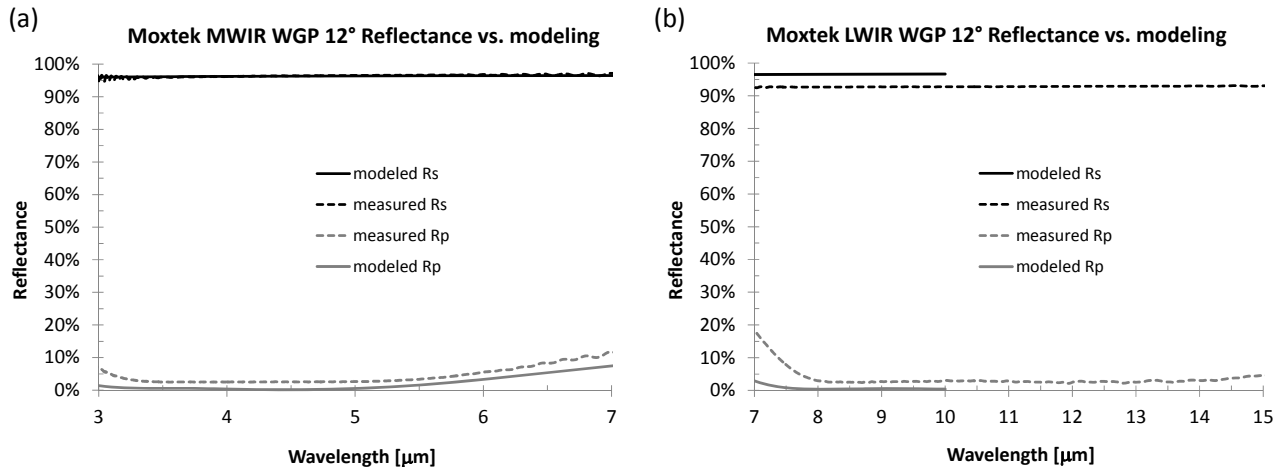 (a)
Moxtek MWIR WGP 12° Reflectance vs. modeling
100%
90%
80%
70%
60%
50%
40%
30%
20%
10%
0%
Reflectance
modeled Rs
measured Rs
measured Rp
modeled Rp
3
4
5
6
7
Wavelength [μm]
(b)
Moxtek LWIR WGP 12° Reflectance vs. modeling
100%
90%
80%
70%
60%
50%
40%
30%
20%
10%
0%
Reflectance
modeled Rs
measured Rs
measured Rp
modeled Rp
7
8
9
10
11
12
13
14
15
Wavelength [μm]